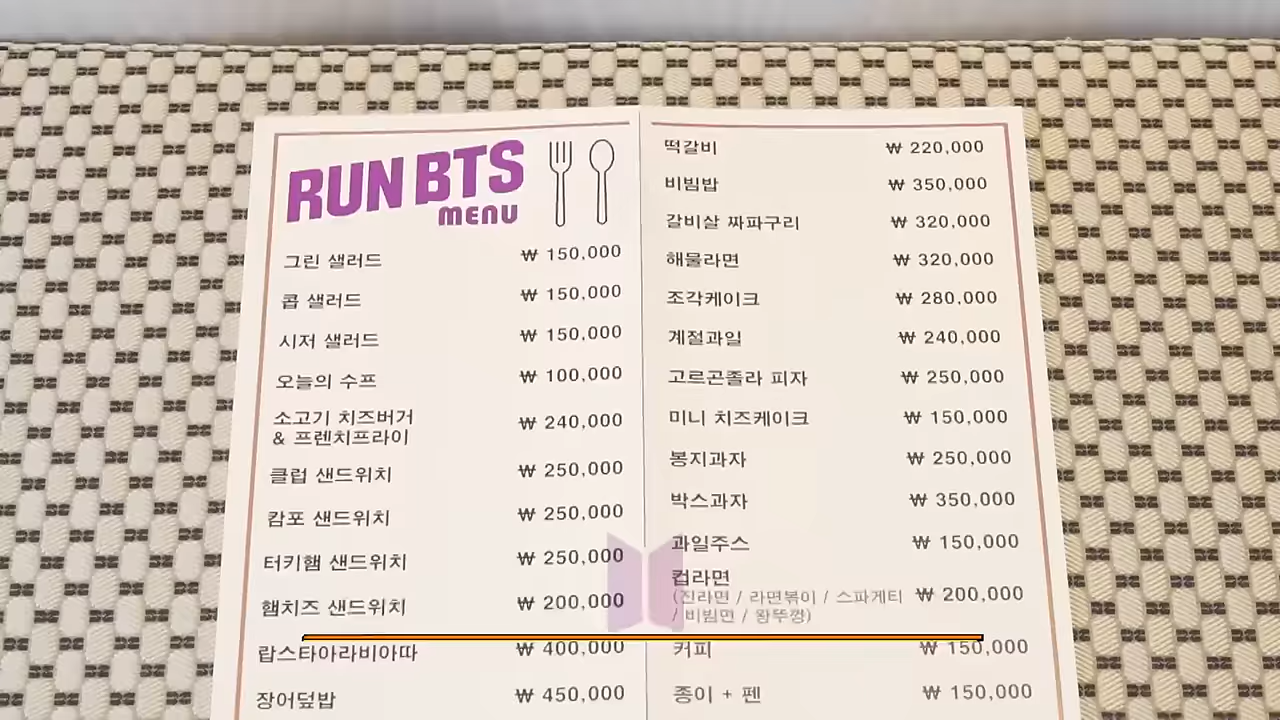 RUN BTS
MENU
그린 샐러드 ₩ 150,000
콥 샐러드 ₩ 150,000
시저 샐러드 ₩ 150,000
오늘의 수프 ₩ 100,000
소고기 치즈버거
& 프렌치프라이 ₩ 240,000
클럽 샌드위치 ₩ 250,000
캄포 샌드위치 ₩ 250,000
터키햄 샌드위치 ₩ 250,000
햄치즈 샌드위치 ₩ 200,000
랍스타아라비아따 ₩ 400,000
장어덮밥 ₩ 450,000
떡갈비 ₩ 220,000
비빔밥 ₩ 350,000
갈비살 짜파구리 ₩ 320,000
해물라면 ₩ 320,000
조각케이크 ₩ 280,000
계절과일 ₩ 240,000
고르곤졸라 피자 ₩ 250,000
미니 치즈케이크 ₩ 150,000
봉지과자 ₩ 250,000
박스과자 ₩ 350,000
과일주스 ₩ 150,000
컵라면
(진라면 / 라면볶이 / 스파게티 ₩ 200,000
/ 비빔면 / 왕뚜껑)
커피 ₩ 150,000
종이 + 펜 ₩ 150,000